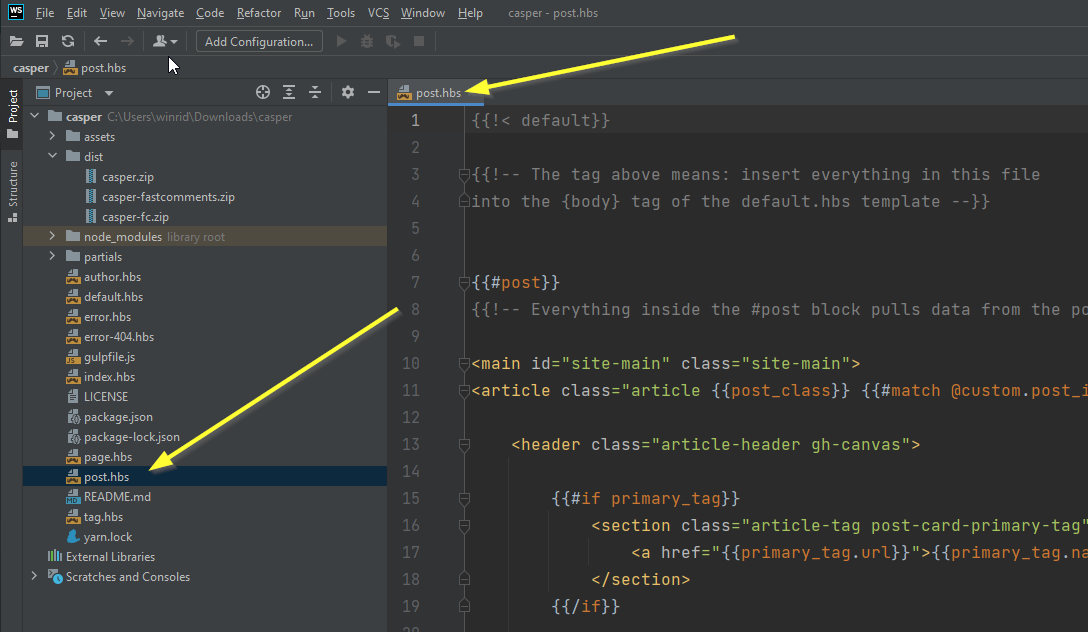 WS File Edit View Navigate Code Refactor Run Tools VCS Window Help casper - post.hbs
Add Configuration...
casper post.hbs
Project
Structure
Project
casper C:\Users\winrid\Downloads\casper
assets
dist
casper.zip
casper-fastcomments.zip
casper-fc.zip
node_modules library root
partials
author.hbs
default.hbs
error.hbs
error-404.hbs
gulpfile.js
index.hbs
LICENSE
package.json
package-lock.json
page.hbs
post.hbs
README.md
tag.hbs
yarn.lock
External Libraries
Scratches and Consoles
post.hbs
1 {{!< default}}
2
3 {{!-- The tag above means: insert everything in this file
4 into the {body} tag of the default.hbs template --}}
5
6
7 {{#post}}
8 {{!-- Everything inside the #post block pulls data from the po
9
10 <main id="site-main" class="site-main">
11 <article class="article {{post_class}} {{#match @custom.post_i
12
13 <header class="article-header gh-canvas">
14
15 {{#if primary_tag}}
16 <section class="article-tag post-card-primary-tag"
17 <a href="{{primary_tag.url}}">{{primary_tag.na
18 </section>
19 {{/if}}